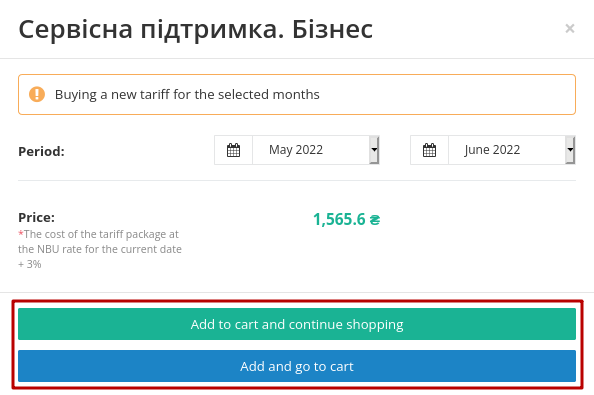 Сервісна підтримка. Бізнес
×
Buying a new tariff for the selected months
Period:
May 2022
June 2022
Price:
1,565.6 ₴
*The cost of the tariff package at
the NBU rate for the current date
+ 3%
Add to cart and continue shopping
Add and go to cart